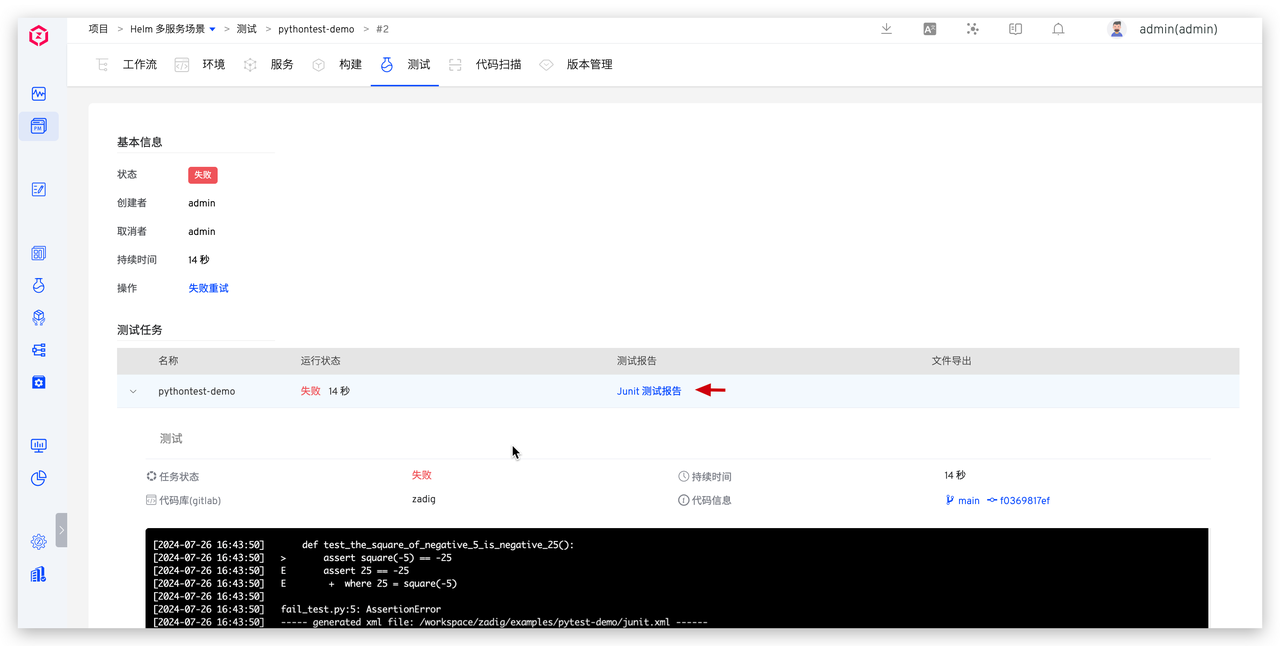 项目 > Helm 多服务场景 > 测试 > pythontest-demo > #2
admin(admin)
工作流 环境 服务 构建 测试 代码扫描 版本管理
PM
基本信息
状态 失败
创建者 admin
取消者 admin
持续时间 14 秒
操作 失败重试
测试任务
名称 运行状态 测试报告 文件导出
pythontest-demo 失败 14 秒 Junit 测试报告
测试
任务状态 失败 持续时间 14 秒
代码库(gitlab) zadig 代码信息 main f0369817ef
[2024-07-26 16:43:50] def test_the_square_of_negative_5_is_negative_25():
[2024-07-26 16:43:50] > assert square(-5) == -25
[2024-07-26 16:43:50] E assert 25 == -25
[2024-07-26 16:43:50] E + where 25 = square(-5)
[2024-07-26 16:43:50]
[2024-07-26 16:43:50] fail_test.py:5: AssertionError
[2024-07-26 16:43:50] ----- generated xml file: /workspace/zadig/examples/pytest-demo/junit.xml ------